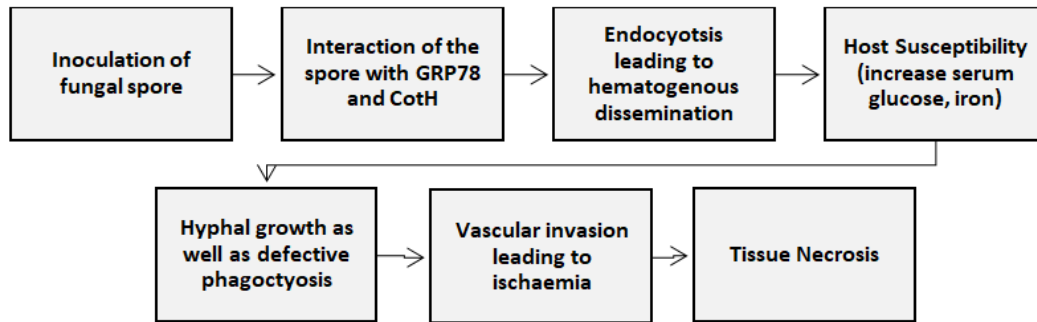 Inoculation of
fungal spore
Interaction of the
spore with GRP78
and CotH
Endocyotsis
leading to
hematogenous
dissemination
Host Susceptibility
(increase serum
glucose, iron)
Hyphal growth as
well as defective
phagoctyosis
Vascular invasion
leading to
ischaemia
Tissue Necrosis